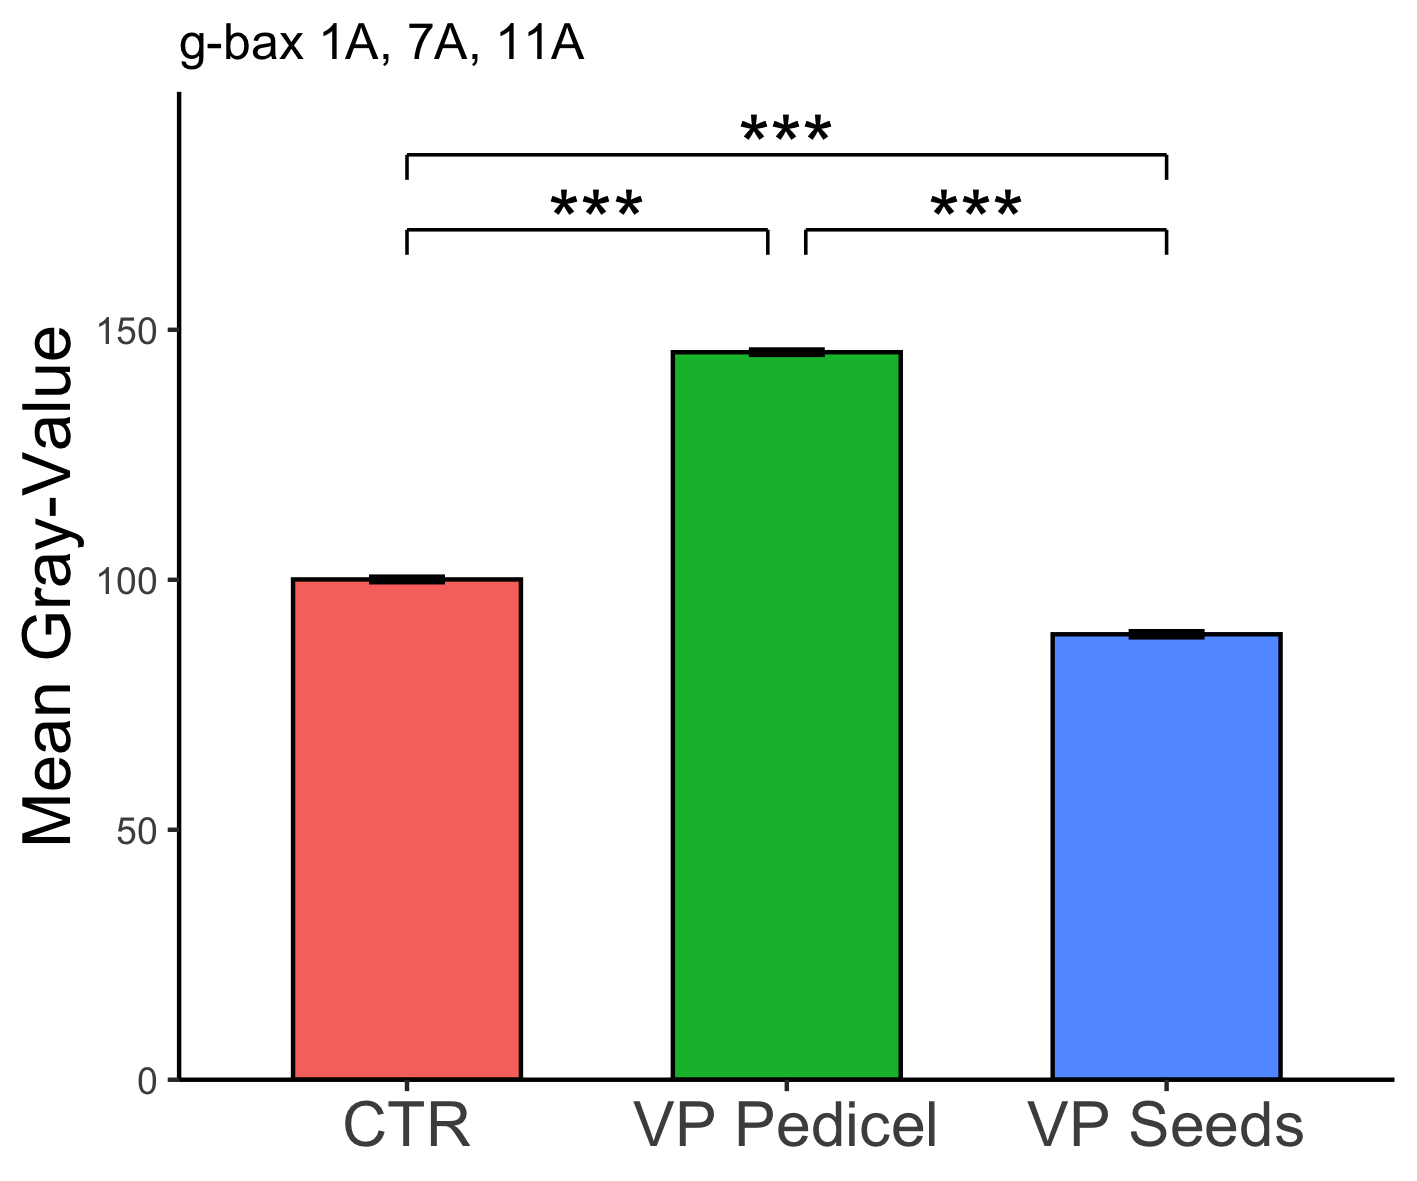 g-bax 1A, 7A, 11A
***
***
***
Mean Gray-Value
150
100
50
0
CTR
VP Pedicel
VP Seeds